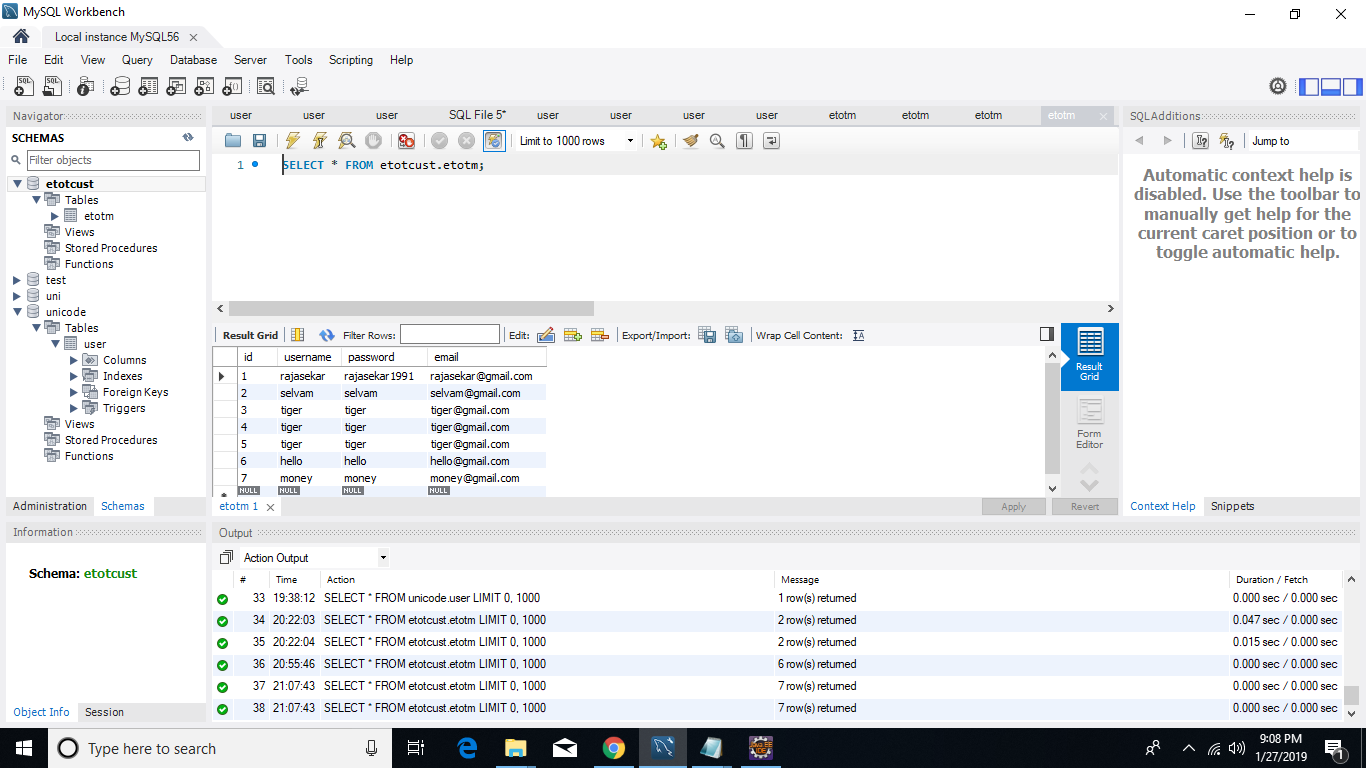 MySQL Workbench
Local instance MySQL56
File Edit View Query Database Server Tools Scripting Help
Navigator
SCHEMAS
Filter objects
etotcust
Tables
etotm
Views
Stored Procedures
Functions
test
uni
unicode
Tables
user
Columns
Indexes
Foreign Keys
Triggers
Views
Stored Procedures
Functions
Administration Schemas
Information
Schema: etotcust
Object Info Session
user user user SQL File 5* user user user user etotm etotm etotm etotm
Limit to 1000 rows
1 SELECT * FROM etotcust.etotm;
Result Grid Filter Rows: Edit: Export/Import: Wrap Cell Content:
id username password email
1 rajasekar rajasekar1991 rajasekar@gmail.com
2 selvam selvam selvam@gmail.com
3 tiger tiger tiger@gmail.com
4 tiger tiger tiger@gmail.com
5 tiger tiger tiger@gmail.com
6 hello hello hello@gmail.com
7 money money money@gmail.com
NULL NULL NULL NULL
Result Grid
Form Editor
etotm 1
Apply Revert
SQLAdditions
Jump to
Automatic context help is
disabled. Use the toolbar to
manually get help for the
current caret position or to
toggle automatic help.
Context Help Snippets
Output
Action Output
# Time Action Message Duration / Fetch
33 19:38:12 SELECT * FROM unicode.user LIMIT 0, 1000 1 row(s) returned 0.000 sec / 0.000 sec
34 20:22:03 SELECT * FROM etotcust.etotm LIMIT 0, 1000 2 row(s) returned 0.047 sec / 0.000 sec
35 20:22:04 SELECT * FROM etotcust.etotm LIMIT 0, 1000 2 row(s) returned 0.015 sec / 0.000 sec
36 20:55:46 SELECT * FROM etotcust.etotm LIMIT 0, 1000 6 row(s) returned 0.000 sec / 0.000 sec
37 21:07:43 SELECT * FROM etotcust.etotm LIMIT 0, 1000 7 row(s) returned 0.000 sec / 0.000 sec
38 21:07:43 SELECT * FROM etotcust.etotm LIMIT 0, 1000 7 row(s) returned 0.000 sec / 0.000 sec
Type here to search
9:08 PM
1/27/2019
1